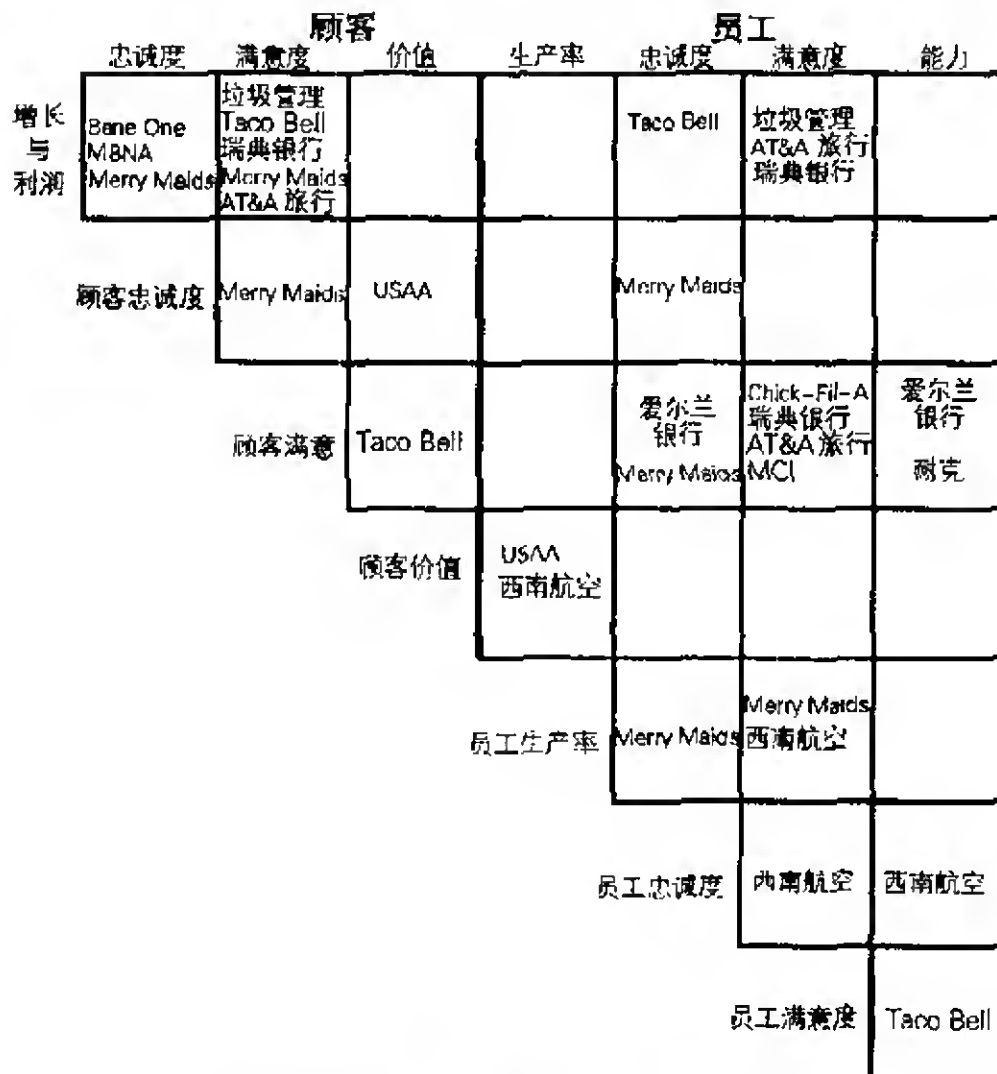 顾客 员工
忠诚度 满意度 价值 生产率 忠诚度 满意度 能力
增长
与
利润
Bane One
MBNA
Merry Maids
垃圾管理
Taco Bell
瑞典银行
Merry Maids
AT&A 旅行
Taco Bell
垃圾管理
AT&A 旅行
瑞典银行
顾客忠诚度 Merry Maids USAA Merry Maids
顾客满意 Taco Bell
爱尔兰
银行
Merry Maids
Chick-Fil-A
瑞典银行
AT&A 旅行
MCI
爱尔兰
银行
耐克
顾客价值
USAA
西南航空
员工生产率 Merry Maids
Merry Maids
西南航空
员工忠诚度 西南航空 西南航空
员工满意度 Taco Bell